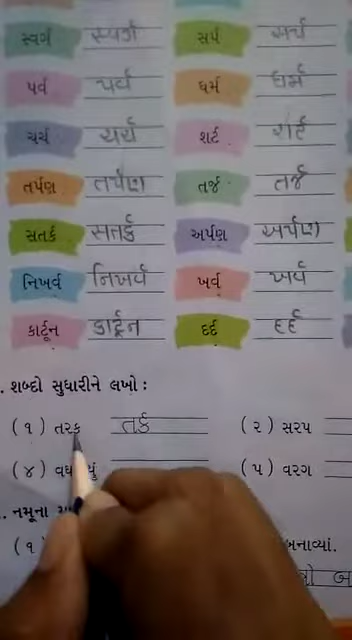 સ્વર્ગ સ્વર્ગ સર્પ સર્પ
પર્વ પર્વ ધર્મ ધર્મ
ચર્ચ ચર્ચ શર્ટ શર્ટ
તર્પણ તર્પણ તર્જ તર્જ
સતર્ક સતર્ક અર્પણ અર્પણ
નિખર્વ નિખર્વ ખર્વ ખર્વ
કાર્ટૂન કાર્ટૂન દર્દ દર્દ
. શબ્દો સુધારીને લખો :
(૧) તરક તર્ક (૨) સરપ
(૪) (૫) વરગ
. નમૂના
(૧ બનાવ્યાં.